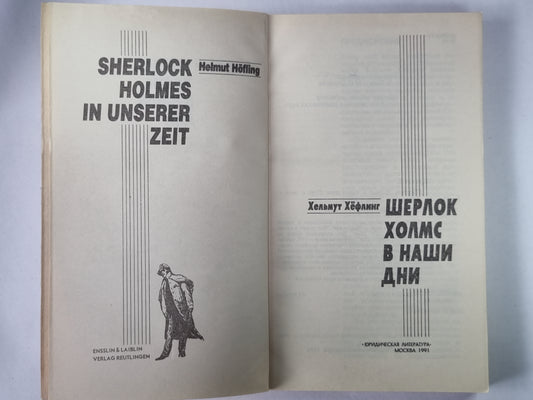 SHERLOCK
HOLMES
IN UNSERER
ZEIT
Helmut Höfling
ENSSLIN & LAIBLIN
VERLAG REUTLINGEN
Хельмут Хёфлинг
ШЕРЛОК
ХОЛМС
В НАШИ
ДНИ
«ЮРИДИЧЕСКАЯ ЛИТЕРАТУРА»
МОСКВА 1991